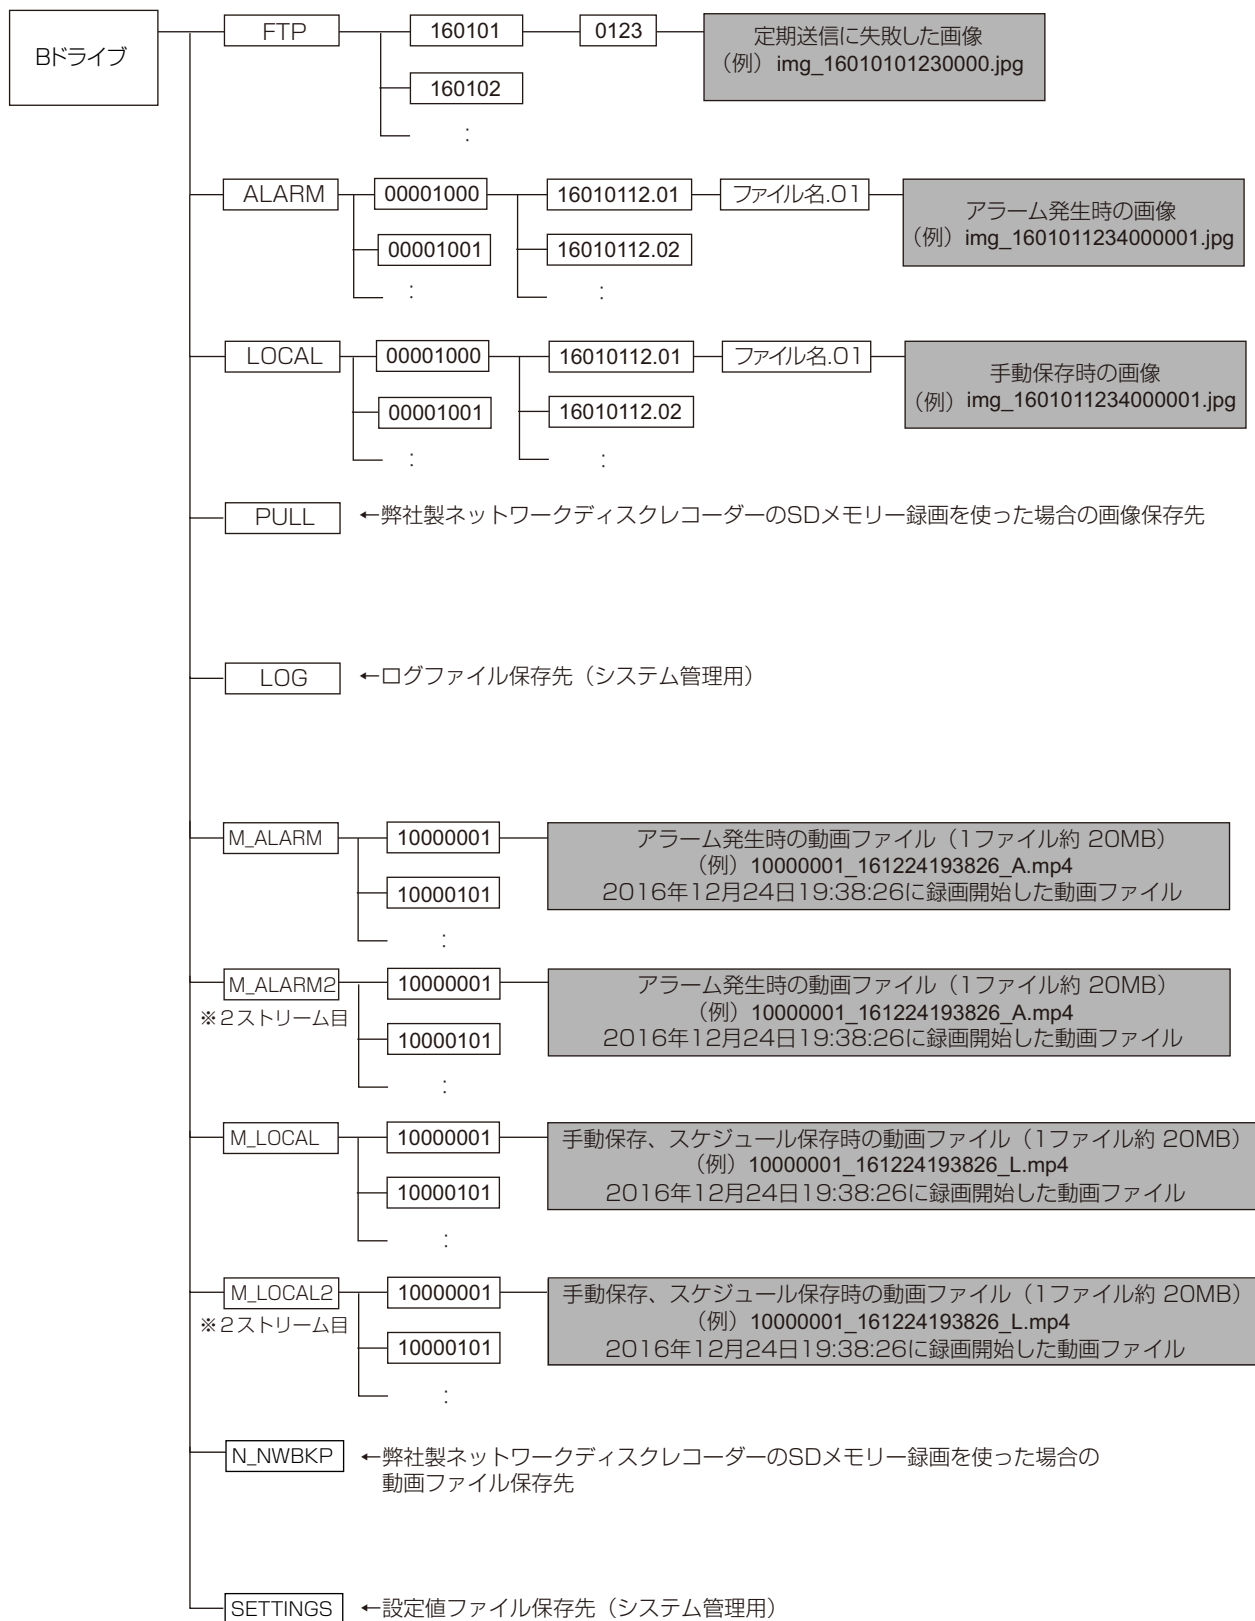 Bドライブ
FTP
160101
0123
定期送信に失敗した画像
（例）img_16010101230000.jpg
160102
:
ALARM
00001000
16010112.01
ファイル名.01
アラーム発生時の画像
（例）img_1601011234000001.jpg
00001001
16010112.02
:
:
LOCAL
00001000
16010112.01
ファイル名.01
手動保存時の画像
（例）img_1601011234000001.jpg
00001001
16010112.02
:
:
PULL
←弊社製ネットワークディスクレコーダーのSDメモリー録画を使った場合の画像保存先
LOG
←ログファイル保存先（システム管理用）
M_ALARM
10000001
アラーム発生時の動画ファイル（1ファイル約 20MB）
（例）10000001_161224193826_A.mp4
2016年12月24日19:38:26に録画開始した動画ファイル
10000101
:
M_ALARM2
※２ストリーム目
10000001
アラーム発生時の動画ファイル（1ファイル約 20MB）
（例）10000001_161224193826_A.mp4
2016年12月24日19:38:26に録画開始した動画ファイル
10000101
:
M_LOCAL
10000001
手動保存、スケジュール保存時の動画ファイル（1ファイル約 20MB）
（例）10000001_161224193826_L.mp4
2016年12月24日19:38:26に録画開始した動画ファイル
10000101
:
M_LOCAL2
※２ストリーム目
10000001
手動保存、スケジュール保存時の動画ファイル（1ファイル約 20MB）
（例）10000001_161224193826_L.mp4
2016年12月24日19:38:26に録画開始した動画ファイル
10000101
:
N_NWBKP
←弊社製ネットワークディスクレコーダーのSDメモリー録画を使った場合の
動画ファイル保存先
SETTINGS
←設定値ファイル保存先（システム管理用）